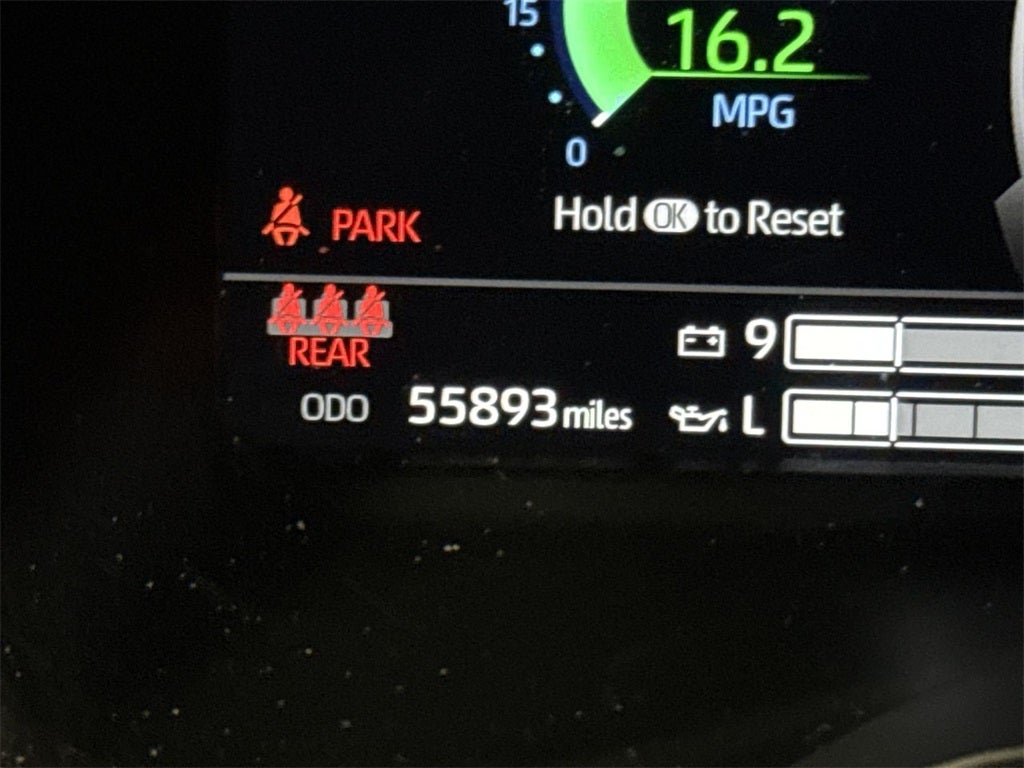 15
16.2
MPG
0
PARK
Hold OK to Reset
REAR
9
ODO 55893 miles
L